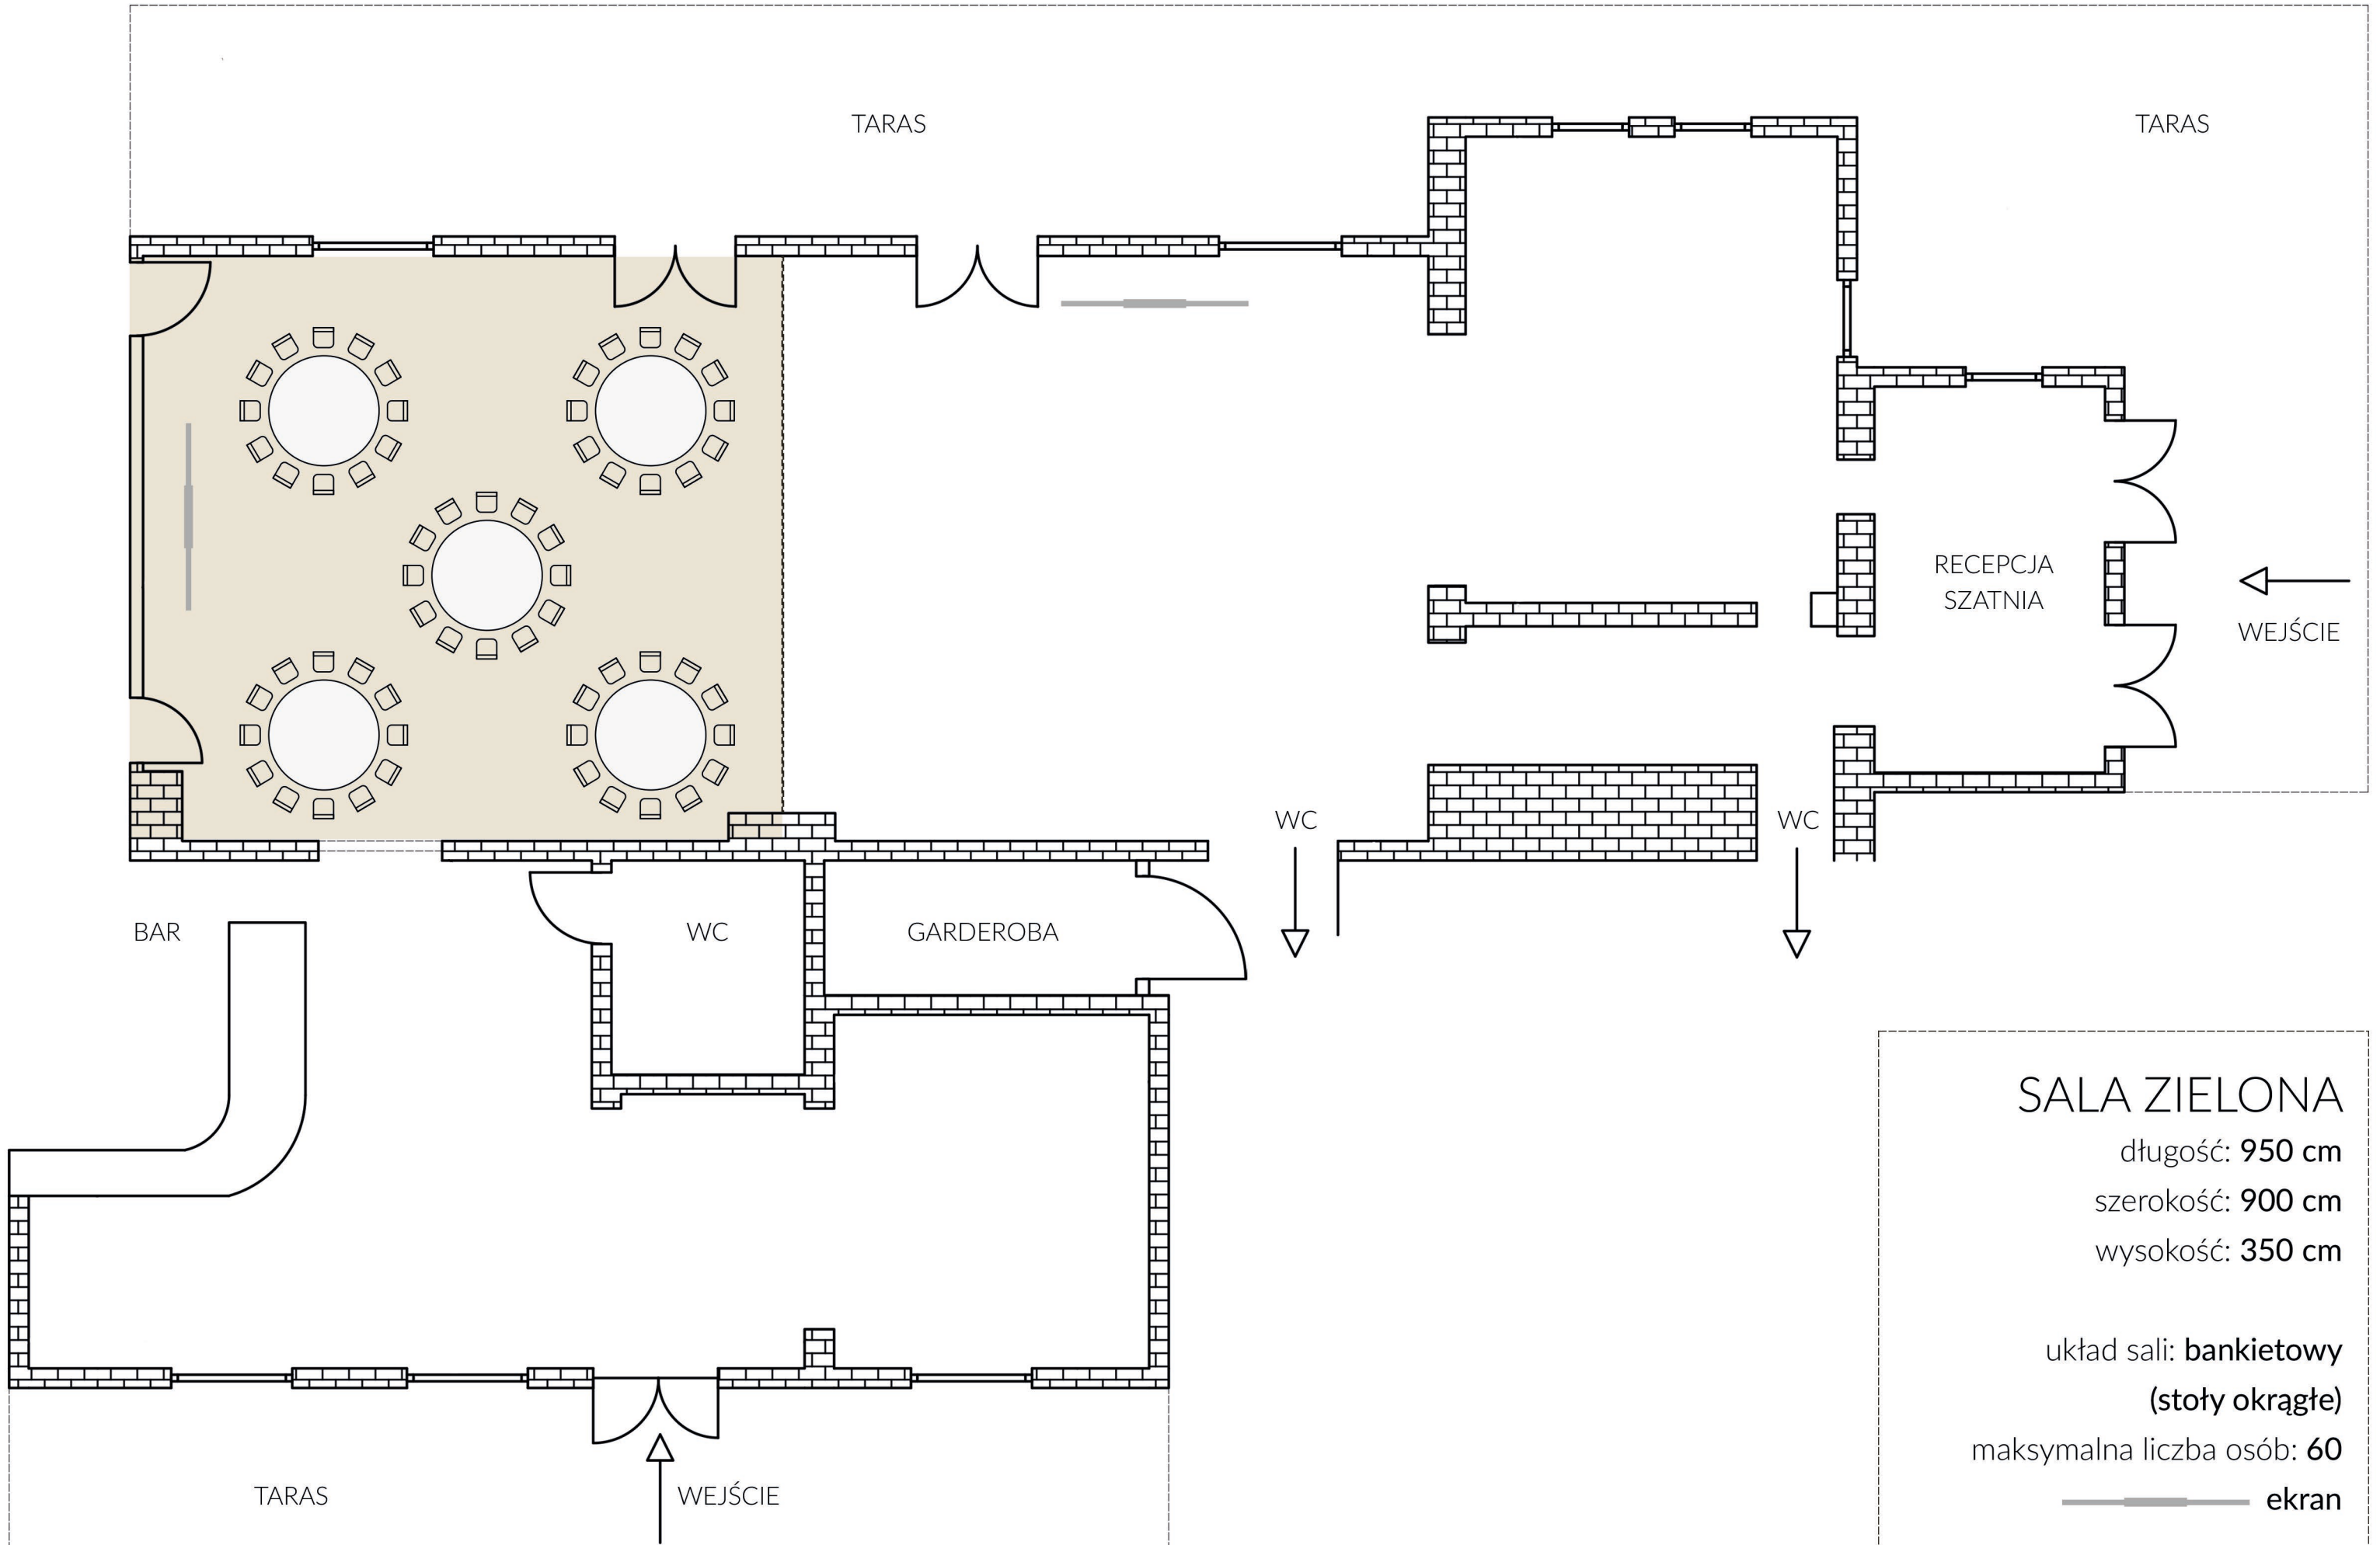 TARAS
TARAS
RECEPCJA
SZATNIA
WEJŚCIE
WC
WC
BAR
WC
GARDEROBA
SALA ZIELONA
długość: 950 cm
szerokość: 900 cm
wysokość: 350 cm
układ sali: bankietowy
(stoły okrągłe)
maksymalna liczba osób: 60
ekran
TARAS
WEJŚCIE